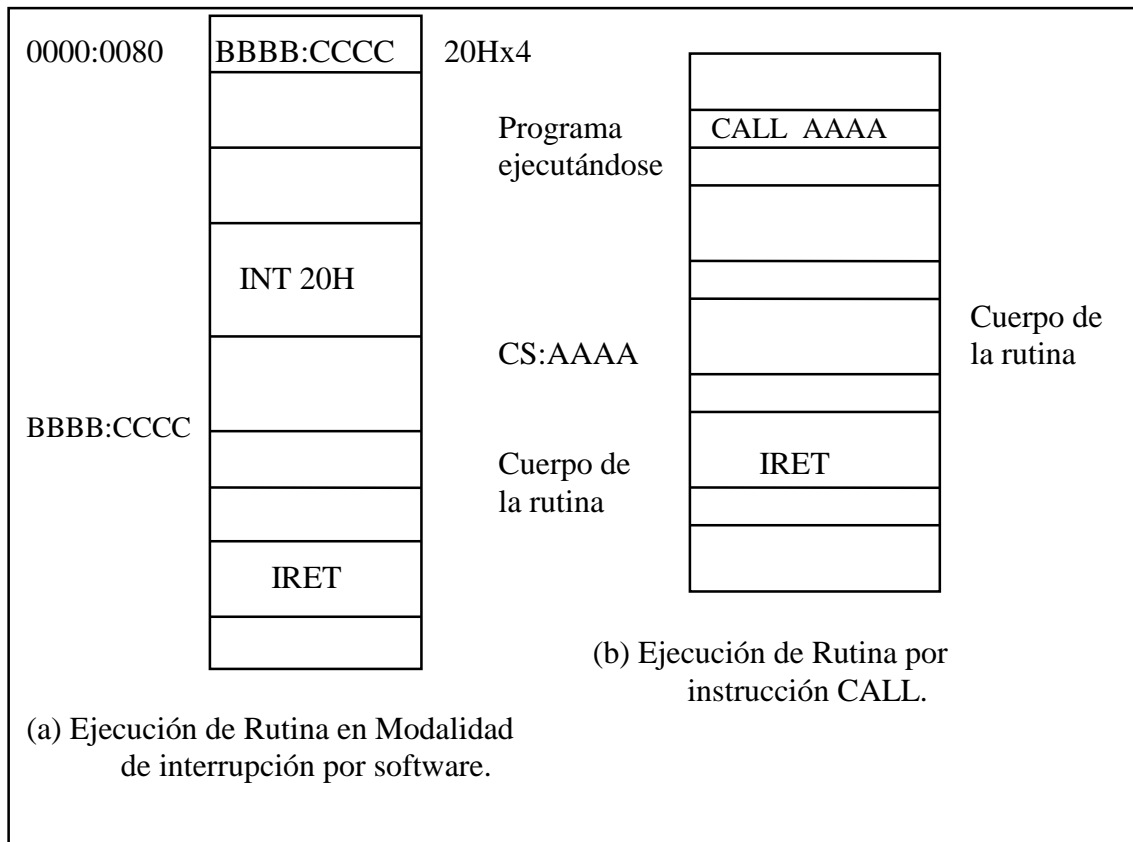 0000:0080
BBBB:CCCC
20Hx4
INT 20H
BBBB:CCCC
IRET
(a) Ejecución de Rutina en Modalidad
de interrupción por software.
Programa
ejecutándose
CALL AAAA
CS:AAAA
Cuerpo de
la rutina
Cuerpo de
la rutina
IRET
(b) Ejecución de Rutina por
instrucción CALL.